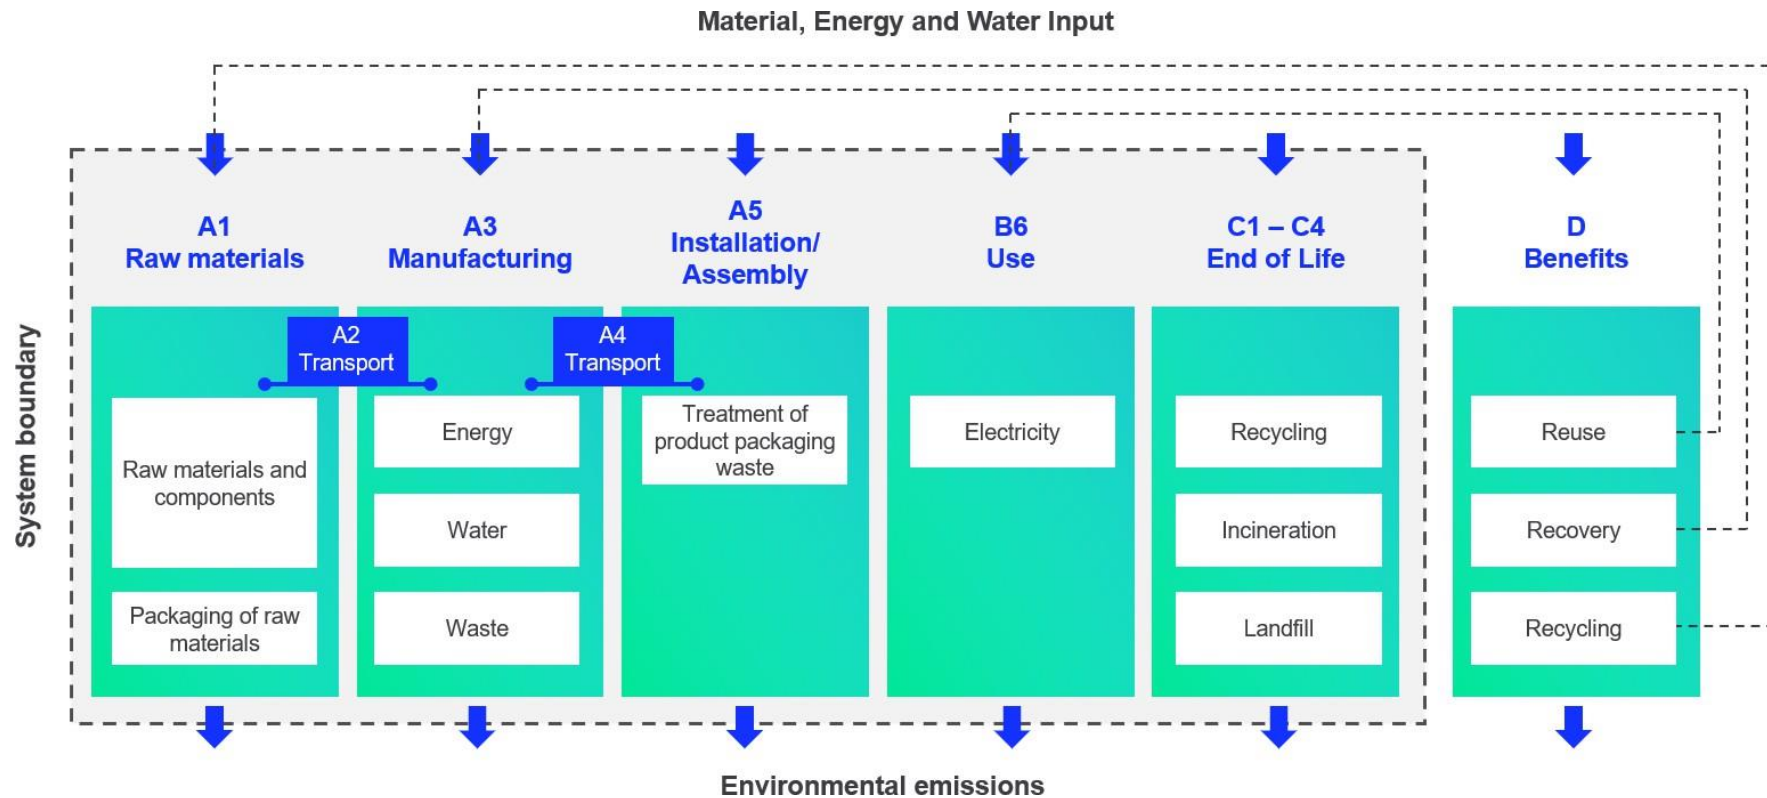 Material, Energy and Water Input
System boundary
A1
Raw materials
A3
Manufacturing
A5
Installation/
Assembly
B6
Use
C1 – C4
End of Life
D
Benefits
A2
Transport
A4
Transport
Raw materials and
components
Packaging of raw
materials
Energy
Water
Waste
Treatment of
product packaging
waste
Electricity
Recycling
Incineration
Landfill
Reuse
Recovery
Recycling
Environmental emissions